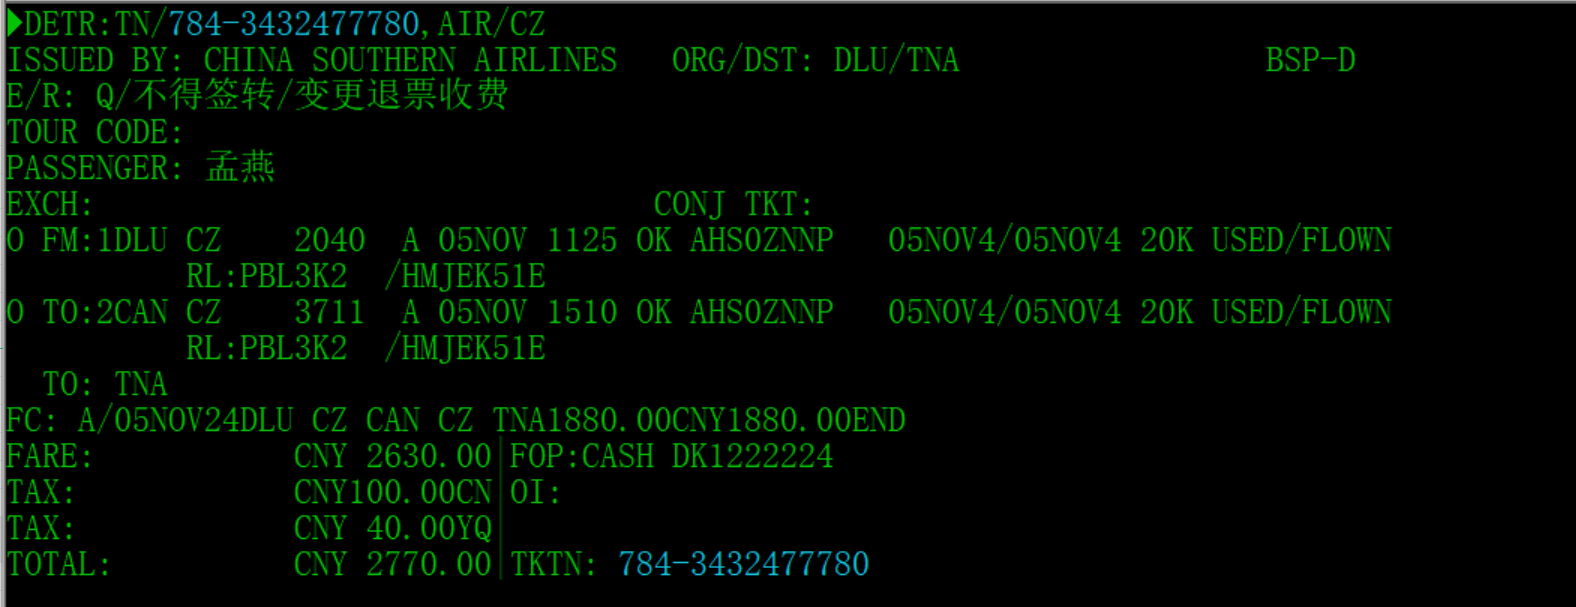 DETR:TN/784-3432477780,AIR/CZ
ISSUED BY: CHINA SOUTHERN AIRLINES   ORG/DST: DLU/TNA                 BSP-D
E/R: Q/不得签转/变更退票收费
TOUR CODE:
PASSENGER: 孟燕
EXCH:                               CONJ TKT:
O FM:1DLU CZ    2040  A 05NOV 1125 OK AHS0ZNNP   05NOV4/05NOV4 20K USED/FLOWN
          RL:PBL3K2  /HMJEK51E
O TO:2CAN CZ    3711  A 05NOV 1510 OK AHS0ZNNP   05NOV4/05NOV4 20K USED/FLOWN
          RL:PBL3K2  /HMJEK51E
  TO: TNA
FC: A/05NOV24DLU CZ CAN CZ TNA1880.00CNY1880.00END
FARE:           CNY 2630.00|FOP:CASH DK1222224
TAX:            CNY100.00CN|OI:
TAX:            CNY 40.00YQ|
TOTAL:          CNY 2770.00|TKTN: 784-3432477780